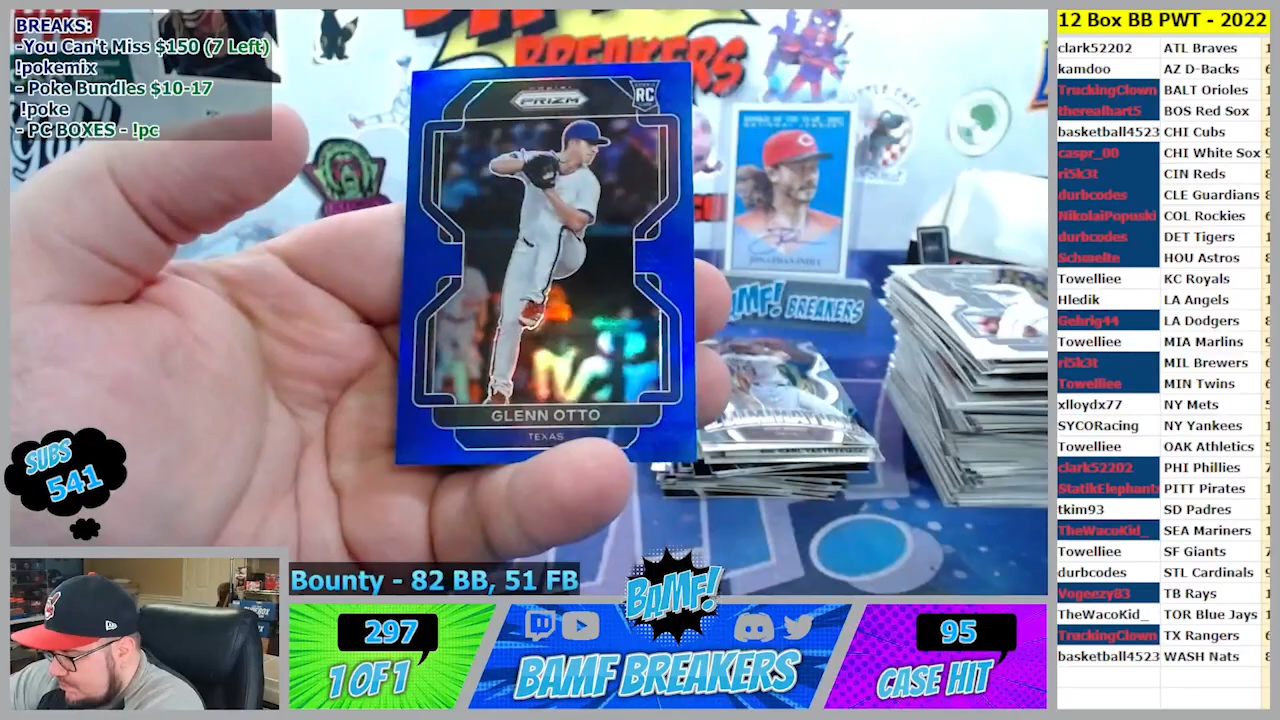 BREAKS:
-You Can't Miss $150 (7 Left)
!pokemix
- Poke Bundles $10-17
!poke
- PC BOXES - !pc
BREAKERS
PRIZM
RC
GLENN OTTO
TEXAS
JONATHAN INDIA
BAMF! BREAKERS
SUBS
541
Bounty - 82 BB, 51 FB
BAMF!
297
1 OF 1
BAMF BREAKERS
95
CASE HIT
12 Box BB PWT - 2022
clark52202 ATL Braves
kamdoo AZ D-Backs
TruckingClown BALT Orioles
therealhart5 BOS Red Sox
basketball4523 CHI Cubs
caspr_00 CHI White Sox
ri5k3t CIN Reds
durbcodes CLE Guardians
NikolaiPopuski COL Rockies
durbcodes DET Tigers
Schmelte HOU Astros
Towelliee KC Royals
Hledik LA Angels
Gehrig44 LA Dodgers
Towelliee MIA Marlins
ri5k3t MIL Brewers
Towelliee MIN Twins
xlloydx77 NY Mets
SYCORacing NY Yankees
Towelliee OAK Athletics
clark52202 PHI Phillies
StatikElephant PITT Pirates
tkim93 SD Padres
TheWacoKid_ SEA Mariners
Towelliee SF Giants
durbcodes STL Cardinals
Vogeezy83 TB Rays
TheWacoKid_ TOR Blue Jays
TruckingClown TX Rangers
basketball4523 WASH Nats